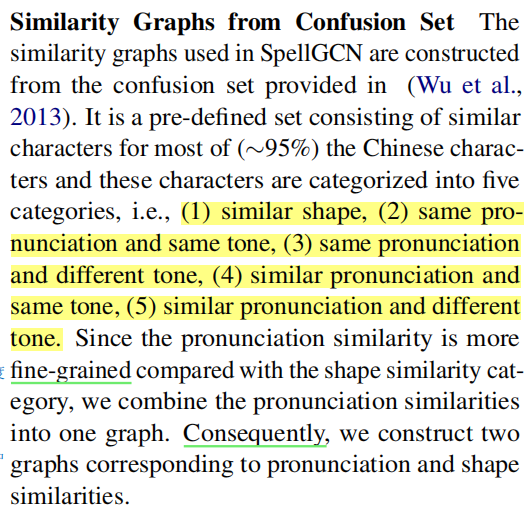 Similarity Graphs from Confusion Set The
similarity graphs used in SpellGCN are constructed
from the confusion set provided in (Wu et al.,
2013). It is a pre-defined set consisting of similar
characters for most of (∼95%) the Chinese charac-
ters and these characters are categorized into five
categories, i.e., (1) similar shape, (2) same pro-
nunciation and same tone, (3) same pronunciation
and different tone, (4) similar pronunciation and
same tone, (5) similar pronunciation and different
tone. Since the pronunciation similarity is more
fine-grained compared with the shape similarity cat-
egory, we combine the pronunciation similarities
into one graph. Consequently, we construct two
graphs corresponding to pronunciation and shape
similarities.